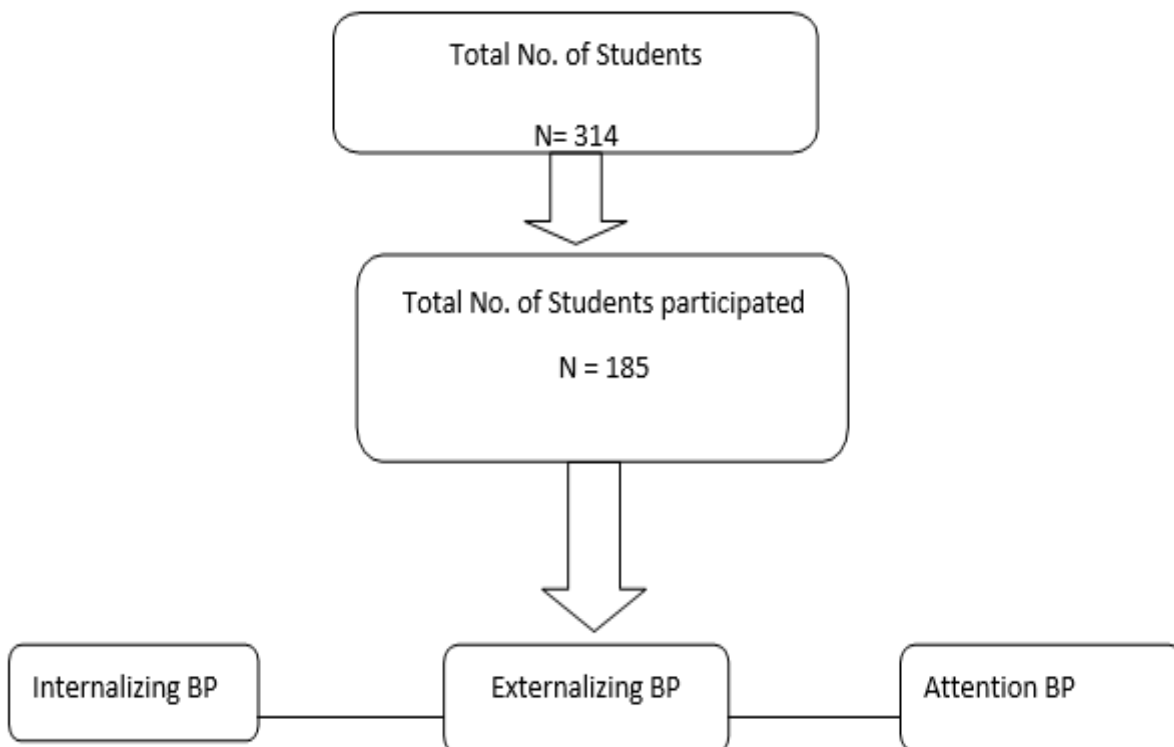 Total No. of Students
N= 314
Total No. of Students participated
N = 185
Internalizing BP
Externalizing BP
Attention BP